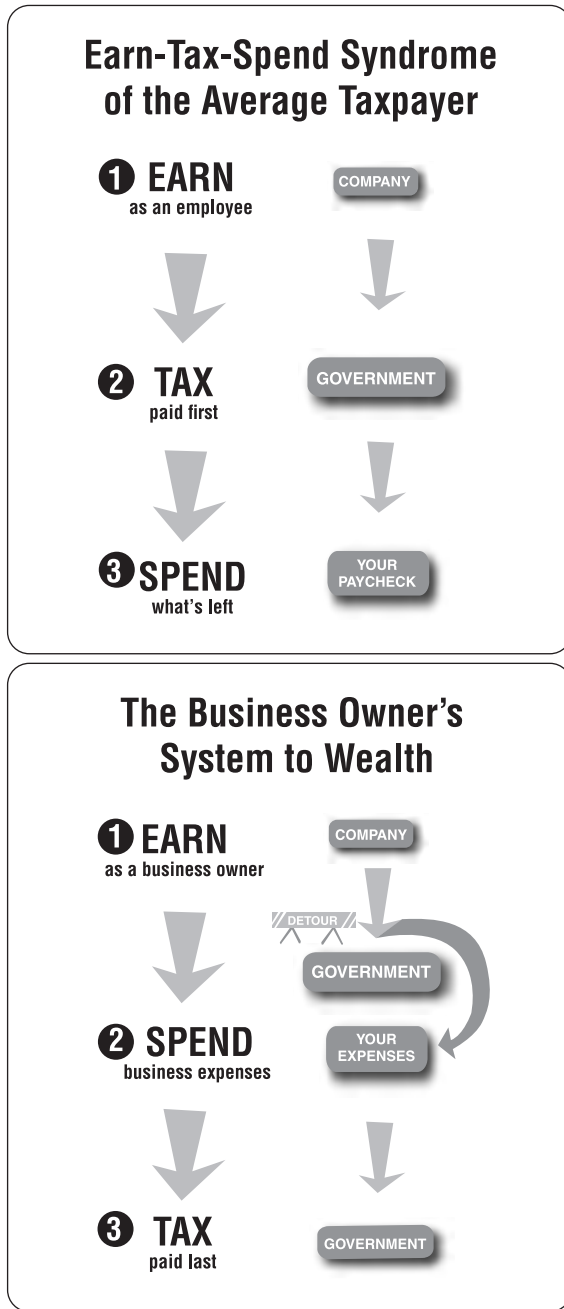 Earn-Tax-Spend Syndrome
of the Average Taxpayer
1 EARN
as an employee
COMPANY
2 TAX
paid first
GOVERNMENT
3 SPEND
what's left
YOUR
PAYCHECK
The Business Owner's
System to Wealth
1 EARN
as a business owner
COMPANY
DETOUR
GOVERNMENT
2 SPEND
business expenses
YOUR
EXPENSES
3 TAX
paid last
GOVERNMENT